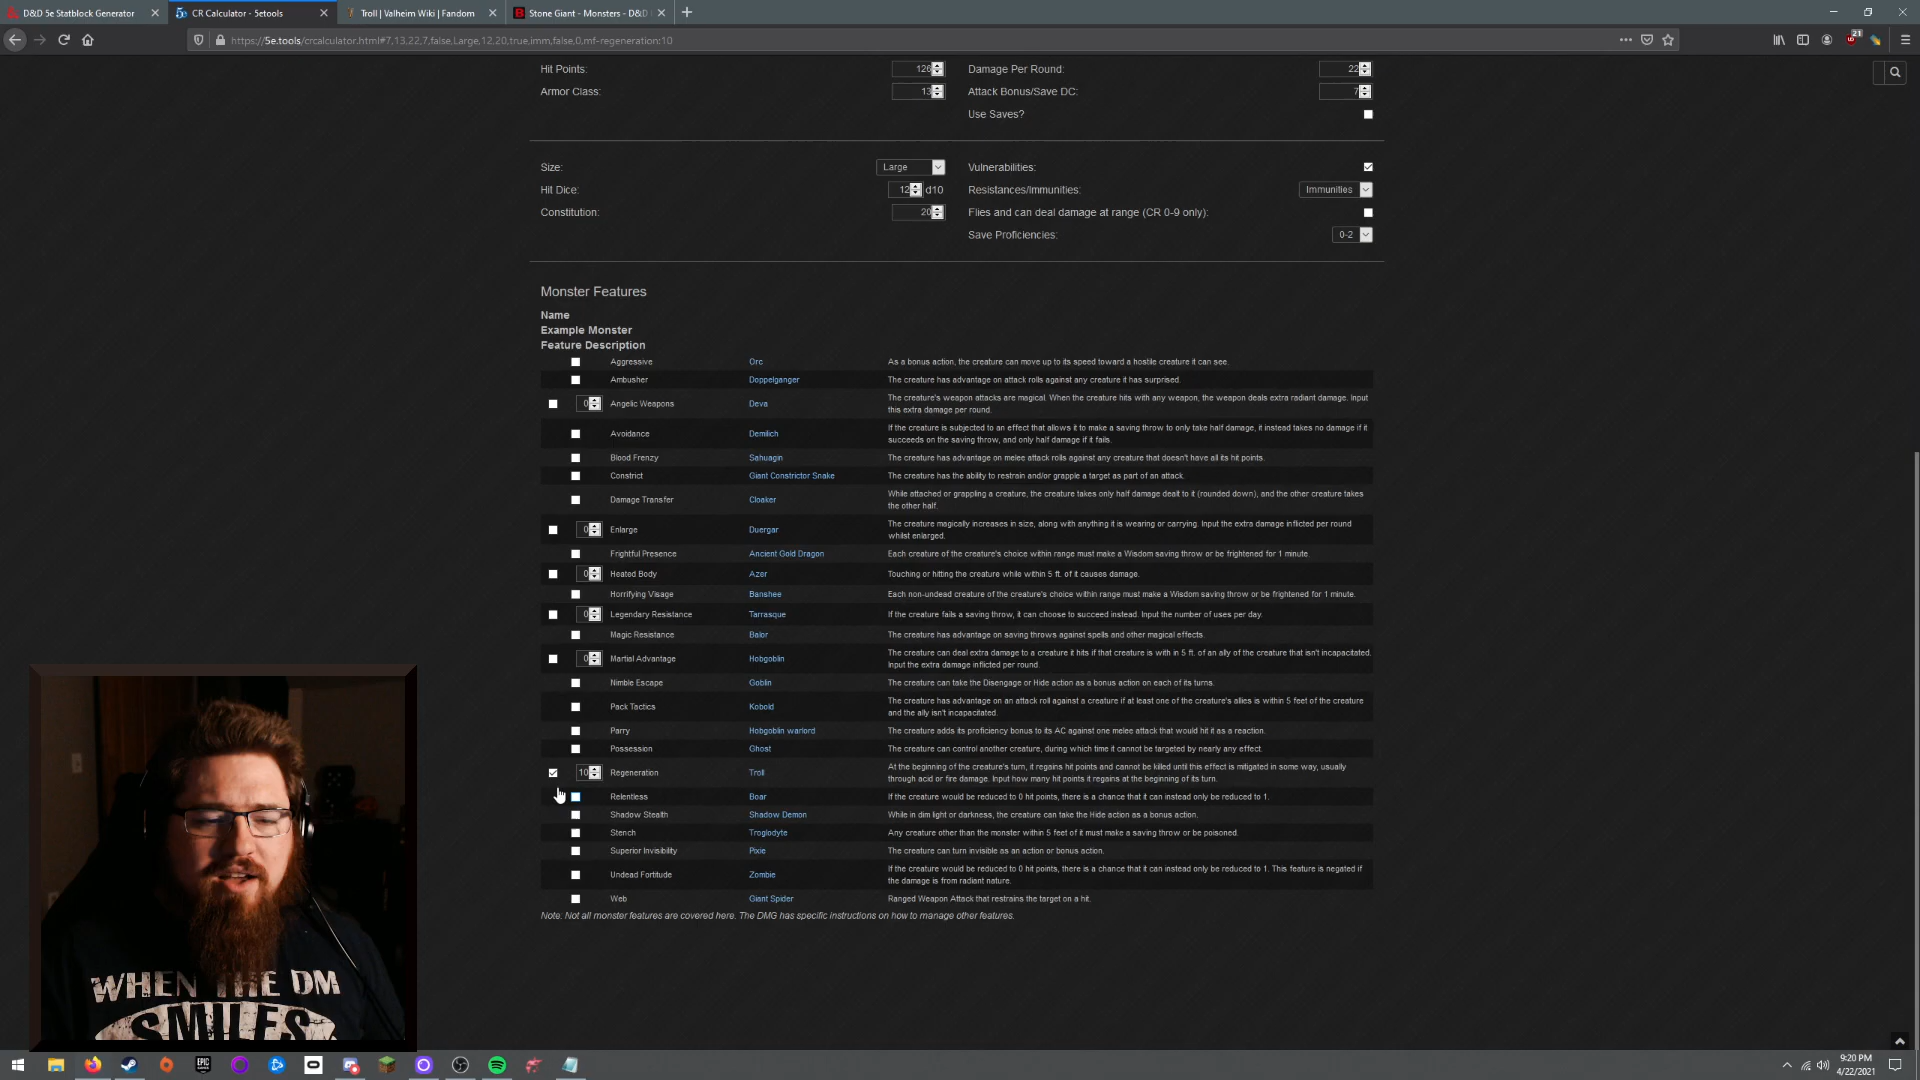 D&D 5e Statblock Generator
CR Calculator - 5etools
Troll | Valheim Wiki | Fandom
Stone Giant - Monsters - D&D
https://5e.tools/crcalculator.html#7,13,22,7,false,Large,12,20,true,imm,false,0,mf-regeneration:10
21
Hit Points: 126 Damage Per Round: 22
Armor Class: 13 Attack Bonus/Save DC: 7
Use Saves?
Size: Large Vulnerabilities:
Hit Dice: 12 d10 Resistances/Immunities: Immunities
Constitution: 20 Flies and can deal damage at range (CR 0-9 only):
Save Proficiencies: 0-2
Monster Features
Name
Example Monster
Feature Description
Aggressive Orc As a bonus action, the creature can move up to its speed toward a hostile creature it can see.
Ambusher Doppelganger The creature has advantage on attack rolls against any creature it has surprised.
0 Angelic Weapons Deva The creature's weapon attacks are magical. When the creature hits with any weapon, the weapon deals extra radiant damage. Input
this extra damage per round.
Avoidance Demilich If the creature is subjected to an effect that allows it to make a saving throw to only take half damage, it instead takes no damage if it
succeeds on the saving throw, and only half damage if it fails.
Blood Frenzy Sahuagin The creature has advantage on melee attack rolls against any creature that doesn't have all its hit points.
Constrict Giant Constrictor Snake The creature has the ability to restrain and/or grapple a target as part of an attack.
Damage Transfer Cloaker While attached or grappling a creature, the creature takes only half damage dealt to it (rounded down), and the other creature takes
the other half.
0 Enlarge Duergar The creature magically increases in size, along with anything it is wearing or carrying. Input the extra damage inflicted per round
whilst enlarged.
Frightful Presence Ancient Gold Dragon Each creature of the creature's choice within range must make a Wisdom saving throw or be frightened for 1 minute.
0 Heated Body Azer Touching or hitting the creature while within 5 ft. of it causes damage.
Horrifying Visage Banshee Each non-undead creature of the creature's choice within range must make a Wisdom saving throw or be frightened for 1 minute.
0 Legendary Resistance Tarrasque If the creature fails a saving throw, it can choose to succeed instead. Input the number of uses per day.
Magic Resistance Balor The creature has advantage on saving throws against spells and other magical effects.
0 Martial Advantage Hobgoblin The creature can deal extra damage to a creature it hits if that creature is with in 5 ft. of an ally of the creature that isn't incapacitated.
Input the extra damage inflicted per round.
Nimble Escape Goblin The creature can take the Disengage or Hide action as a bonus action on each of its turns.
Pack Tactics Kobold The creature has advantage on an attack roll against a creature if at least one of the creature's allies is within 5 feet of the creature
and the ally isn't incapacitated.
Parry Hobgoblin warlord The creature adds its proficiency bonus to its AC against one melee attack that would hit it as a reaction.
Possession Ghost The creature can control another creature, during which time it cannot be targeted by nearly any effect.
10 Regeneration Troll At the beginning of the creature's turn, it regains hit points and cannot be killed until this effect is mitigated in some way, usually
through acid or fire damage. Input how many hit points it regains at the beginning of its turn.
Relentless Boar If the creature would be reduced to 0 hit points, there is a chance that it can instead only be reduced to 1.
Shadow Stealth Shadow Demon While in dim light or darkness, the creature can take the Hide action as a bonus action.
Stench Troglodyte Any creature other than the monster within 5 feet of it must make a saving throw or be poisoned.
Superior Invisibility Pixie The creature can turn invisible as an action or bonus action.
Undead Fortitude Zombie If the creature would be reduced to 0 hit points, there is a chance that it can instead only be reduced to 1. This feature is negated if
the damage is from radiant nature.
Web Giant Spider Ranged Weapon Attack that restrains the target on a hit.
Note: Not all monster features are covered here. The DMG has specific instructions on how to manage other features.
WHEN THE DM
SMILES
EPIC
GAMES
9:20 PM
4/22/2021